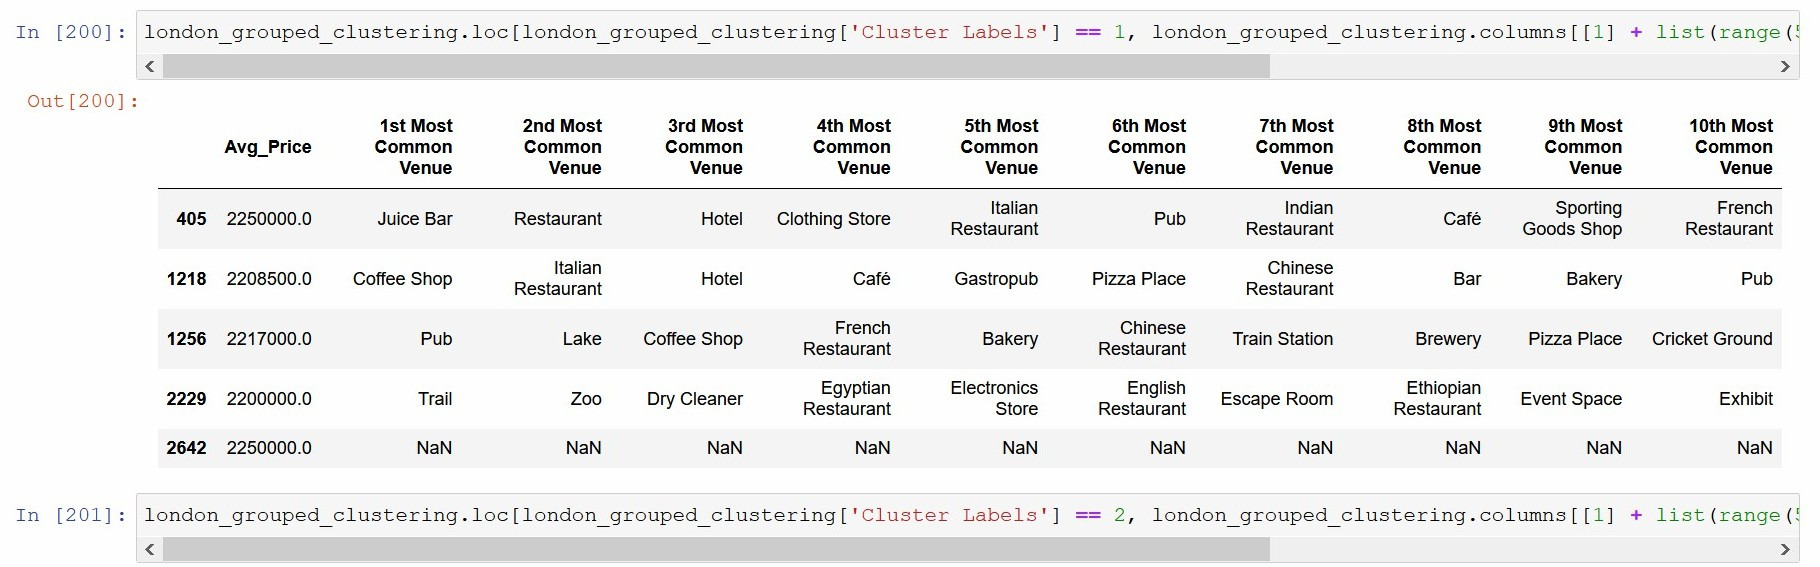 In [200]: london_grouped_clustering.loc[london_grouped_clustering['Cluster Labels'] == 1, london_grouped_clustering.columns[[1] + list(range(5
Out[200]:
Avg_Price 1st Most Common Venue 2nd Most Common Venue 3rd Most Common Venue 4th Most Common Venue 5th Most Common Venue 6th Most Common Venue 7th Most Common Venue 8th Most Common Venue 9th Most Common Venue 10th Most Common Venue
405 2250000.0 Juice Bar Restaurant Hotel Clothing Store Italian Restaurant Pub Indian Restaurant Café Sporting Goods Shop French Restaurant
1218 2208500.0 Coffee Shop Italian Restaurant Hotel Café Gastropub Pizza Place Chinese Restaurant Bar Bakery Pub
1256 2217000.0 Pub Lake Coffee Shop French Restaurant Bakery Chinese Restaurant Train Station Brewery Pizza Place Cricket Ground
2229 2200000.0 Trail Zoo Dry Cleaner Egyptian Restaurant Electronics Store English Restaurant Escape Room Ethiopian Restaurant Event Space Exhibit
2642 2250000.0 NaN NaN NaN NaN NaN NaN NaN NaN NaN NaN
In [201]: london_grouped_clustering.loc[london_grouped_clustering['Cluster Labels'] == 2, london_grouped_clustering.columns[[1] + list(range(5